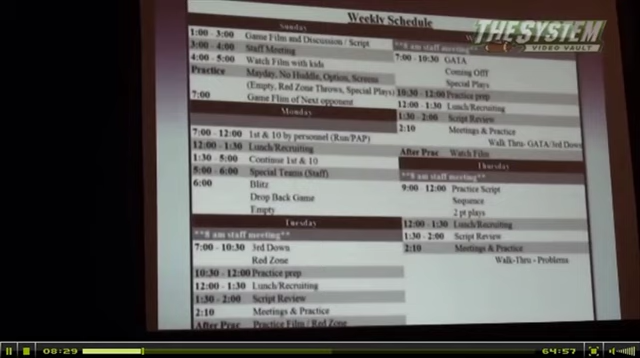 Weekly Schedule
THE SYSTEM
VIDEO VAULT
Sunday
1:00 - 3:00 Game Film and Discussion / Script
3:00 - 4:00 Staff Meeting
4:00 - 5:00 Watch Film with kids
Practice Mayday, No Huddle, Option, Screens
(Empty, Red Zone Throws, Special Plays)
7:00 Game Flim of Next opponent
Monday
7:00 - 12:00 1st & 10 by personnel (Run/PAP)
12:00 - 1:30 Lunch/Recruiting
1:30 - 5:00 Continue 1st & 10
5:00 - 6:00 Special Teams (Staff)
6:00 Blitz
Drop Back Game
Empty
Tuesday
**8 am staff meeting**
7:00 - 10:30 3rd Down
Red Zone
10:30 - 12:00 Practice prep
12:00 - 1:30 Lunch/Recruiting
1:30 - 2:00 Script Review
2:10 Meetings & Practice
After Prac Practice Film / Red Zone
**8 am staff meeting
7:00 - 10:30 GATA
Coming Off
Special Plays
10:30 - 12:00 Practice prep
12:00 - 1:30 Lunch/Recruiting
1:30 - 2:00 Script Review
2:10 Meetings & Practice
Walk Thru- GATA/3rd Down
After Prac Watch Film
Thursday
**8 am staff meeting**
9:00 - 12:00 Practice Script
Sequence
2 pt plays
12:00 - 1:30 Lunch/Recruiting
1:30 - 2:00 Script Review
2:10 Meetings & Practice
Walk-Thru - Problems
08:29
64:57